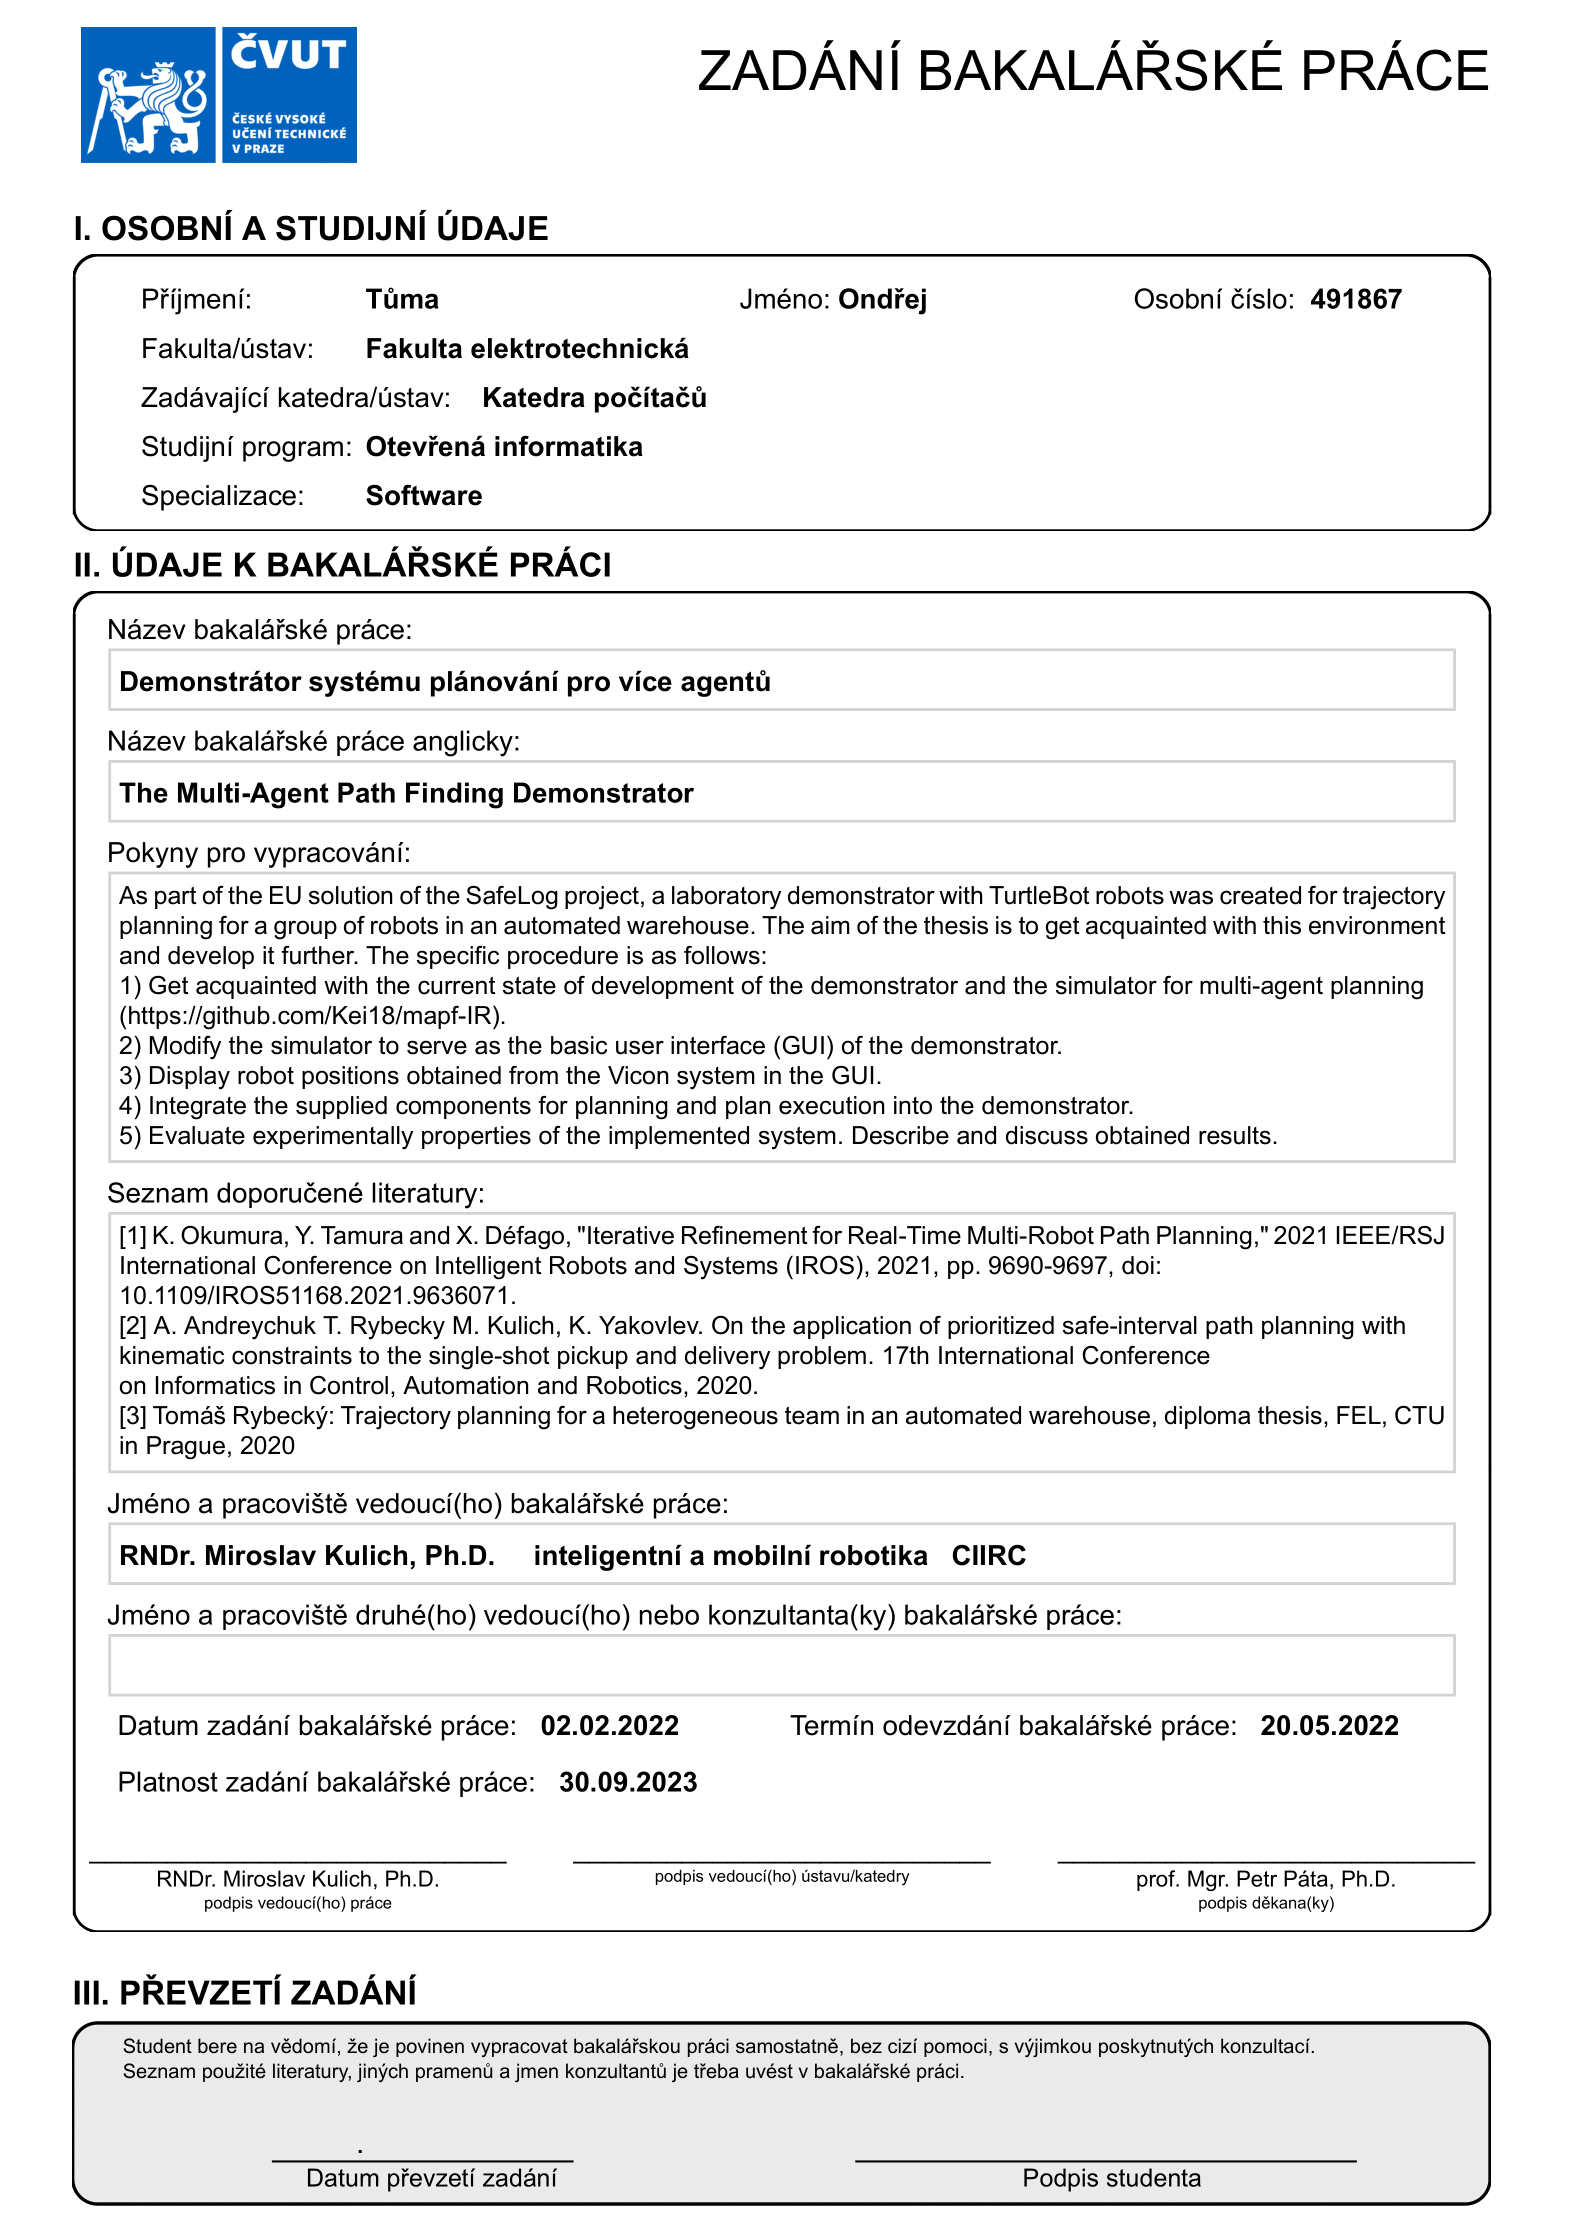 ČVUT
ČESKÉ VYSOKÉ
UČENÍ TECHNICKÉ
V PRAZE
ZADÁNÍ BAKALÁŘSKÉ PRÁCE
I. OSOBNÍ A STUDIJNÍ ÚDAJE
Příjmení: Tůma Jméno: Ondřej Osobní číslo: 491867
Fakulta/ústav: Fakulta elektrotechnická
Zadávající katedra/ústav: Katedra počítačů
Studijní program: Otevřená informatika
Specializace: Software
II. ÚDAJE K BAKALÁŘSKÉ PRÁCI
Název bakalářské práce:
Demonstrátor systému plánování pro více agentů
Název bakalářské práce anglicky:
The Multi-Agent Path Finding Demonstrator
Pokyny pro vypracování:
As part of the EU solution of the SafeLog project, a laboratory demonstrator with TurtleBot robots was created for trajectory
planning for a group of robots in an automated warehouse. The aim of the thesis is to get acquainted with this environment
and develop it further. The specific procedure is as follows:
1) Get acquainted with the current state of development of the demonstrator and the simulator for multi-agent planning
(https://github.com/Kei18/mapf-IR).
2) Modify the simulator to serve as the basic user interface (GUI) of the demonstrator.
3) Display robot positions obtained from the Vicon system in the GUI.
4) Integrate the supplied components for planning and plan execution into the demonstrator.
5) Evaluate experimentally properties of the implemented system. Describe and discuss obtained results.
Seznam doporučené literatury:
[1] K. Okumura, Y. Tamura and X. Défago, "Iterative Refinement for Real-Time Multi-Robot Path Planning," 2021 IEEE/RSJ
International Conference on Intelligent Robots and Systems (IROS), 2021, pp. 9690-9697, doi:
10.1109/IROS51168.2021.9636071.
[2] A. Andreychuk T. Rybecky M. Kulich, K. Yakovlev. On the application of prioritized safe-interval path planning with
kinematic constraints to the single-shot pickup and delivery problem. 17th International Conference
on Informatics in Control, Automation and Robotics, 2020.
[3] Tomáš Rybecký: Trajectory planning for a heterogeneous team in an automated warehouse, diploma thesis, FEL, CTU
in Prague, 2020
Jméno a pracoviště vedoucí(ho) bakalářské práce:
RNDr. Miroslav Kulich, Ph.D. inteligentní a mobilní robotika CIIRC
Jméno a pracoviště druhé(ho) vedoucí(ho) nebo konzultanta(ky) bakalářské práce:
Datum zadání bakalářské práce: 02.02.2022 Termín odevzdání bakalářské práce: 20.05.2022
Platnost zadání bakalářské práce: 30.09.2023
RNDr. Miroslav Kulich, Ph.D.
podpis vedoucí(ho) práce
podpis vedoucí(ho) ústavu/katedry
prof. Mgr. Petr Páta, Ph.D.
podpis děkana(ky)
III. PŘEVZETÍ ZADÁNÍ
Student bere na vědomí, že je povinen vypracovat bakalářskou práci samostatně, bez cizí pomoci, s výjimkou poskytnutých konzultací.
Seznam použité literatury, jiných pramenů a jmen konzultantů je třeba uvést v bakalářské práci.
.
Datum převzetí zadání Podpis studenta